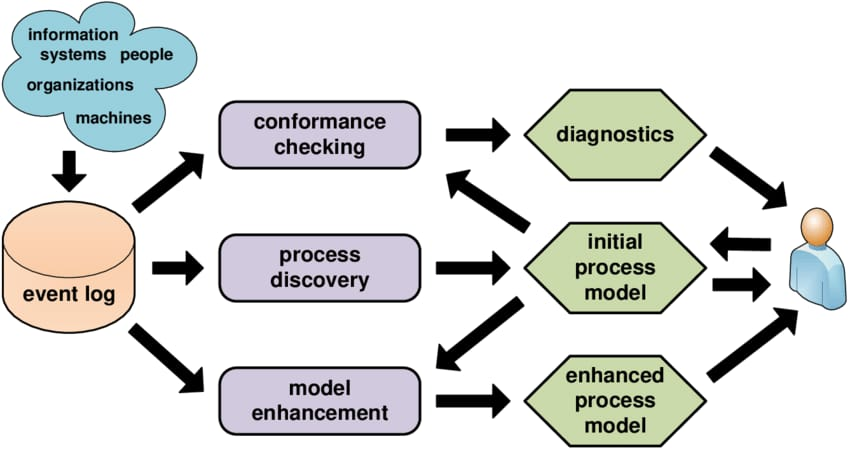 information
systems people
organizations
machines
conformance
checking
diagnostics
event log
process
discovery
initial
process
model
model
enhancement
enhanced
process
model